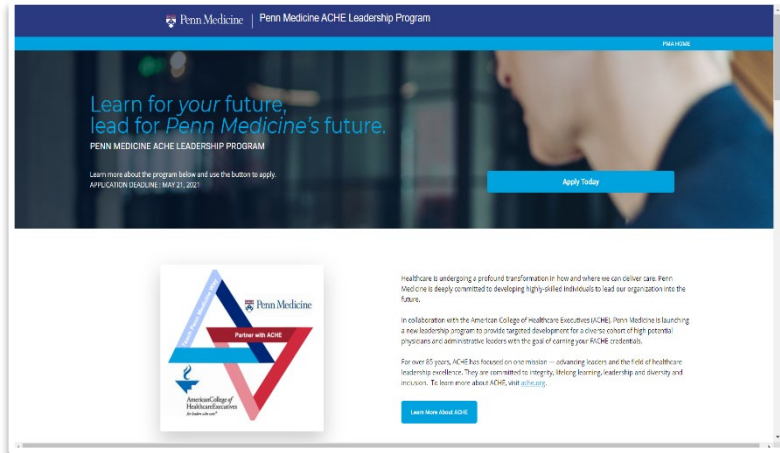 Penn Medicine | Penn Medicine ACHE Leadership Program
PMA HOME
Learn for your future,
lead for Penn Medicine's future.
PENN MEDICINE ACHE LEADERSHIP PROGRAM
Learn more about the program below and use the button to apply.
APPLICATION DEADLINE: MAY 21, 2021
Apply Today
Teach Penn Medicine Way
Penn Medicine
Partner with ACHE
American College of
Healthcare Executives
for leaders who care®
Healthcare is undergoing a profound transformation in how and where we can deliver care. Penn
Medicine is deeply committed to developing highly-skilled individuals to lead our organization into the
future.
In collaboration with the American College of Healthcare Executives (ACHE), Penn Medicine is launching
a new leadership program to provide targeted development for a diverse cohort of high potential
physicians and administrative leaders with the goal of earning your FACHE credentials.
For over 85 years, ACHE has focused on one mission — advancing leaders and the field of healthcare
leadership excellence. They are committed to integrity, lifelong learning, leadership and diversity and
inclusion. To learn more about ACHE, visit ache.org.
Learn More About ACHE